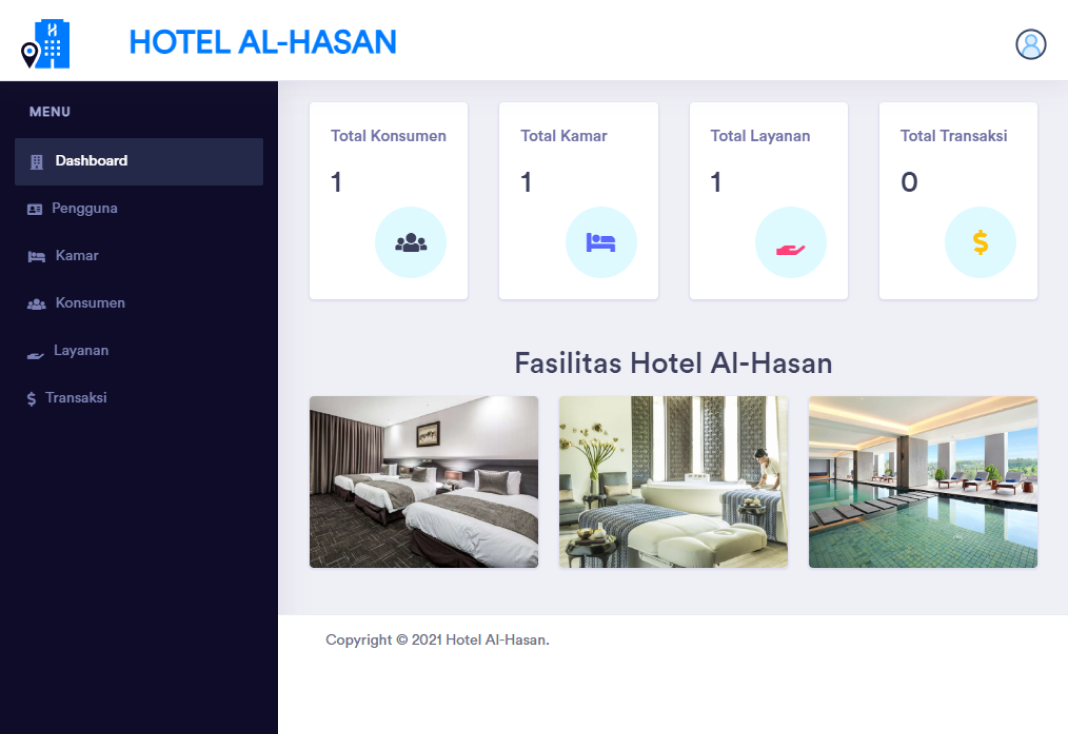 HOTEL AL-HASAN
MENU
Dashboard
Pengguna
Kamar
Konsumen
Layanan
Transaksi
Total Konsumen
1
Total Kamar
1
Total Layanan
1
Total Transaksi
0
Fasilitas Hotel Al-Hasan
Copyright © 2021 Hotel Al-Hasan.